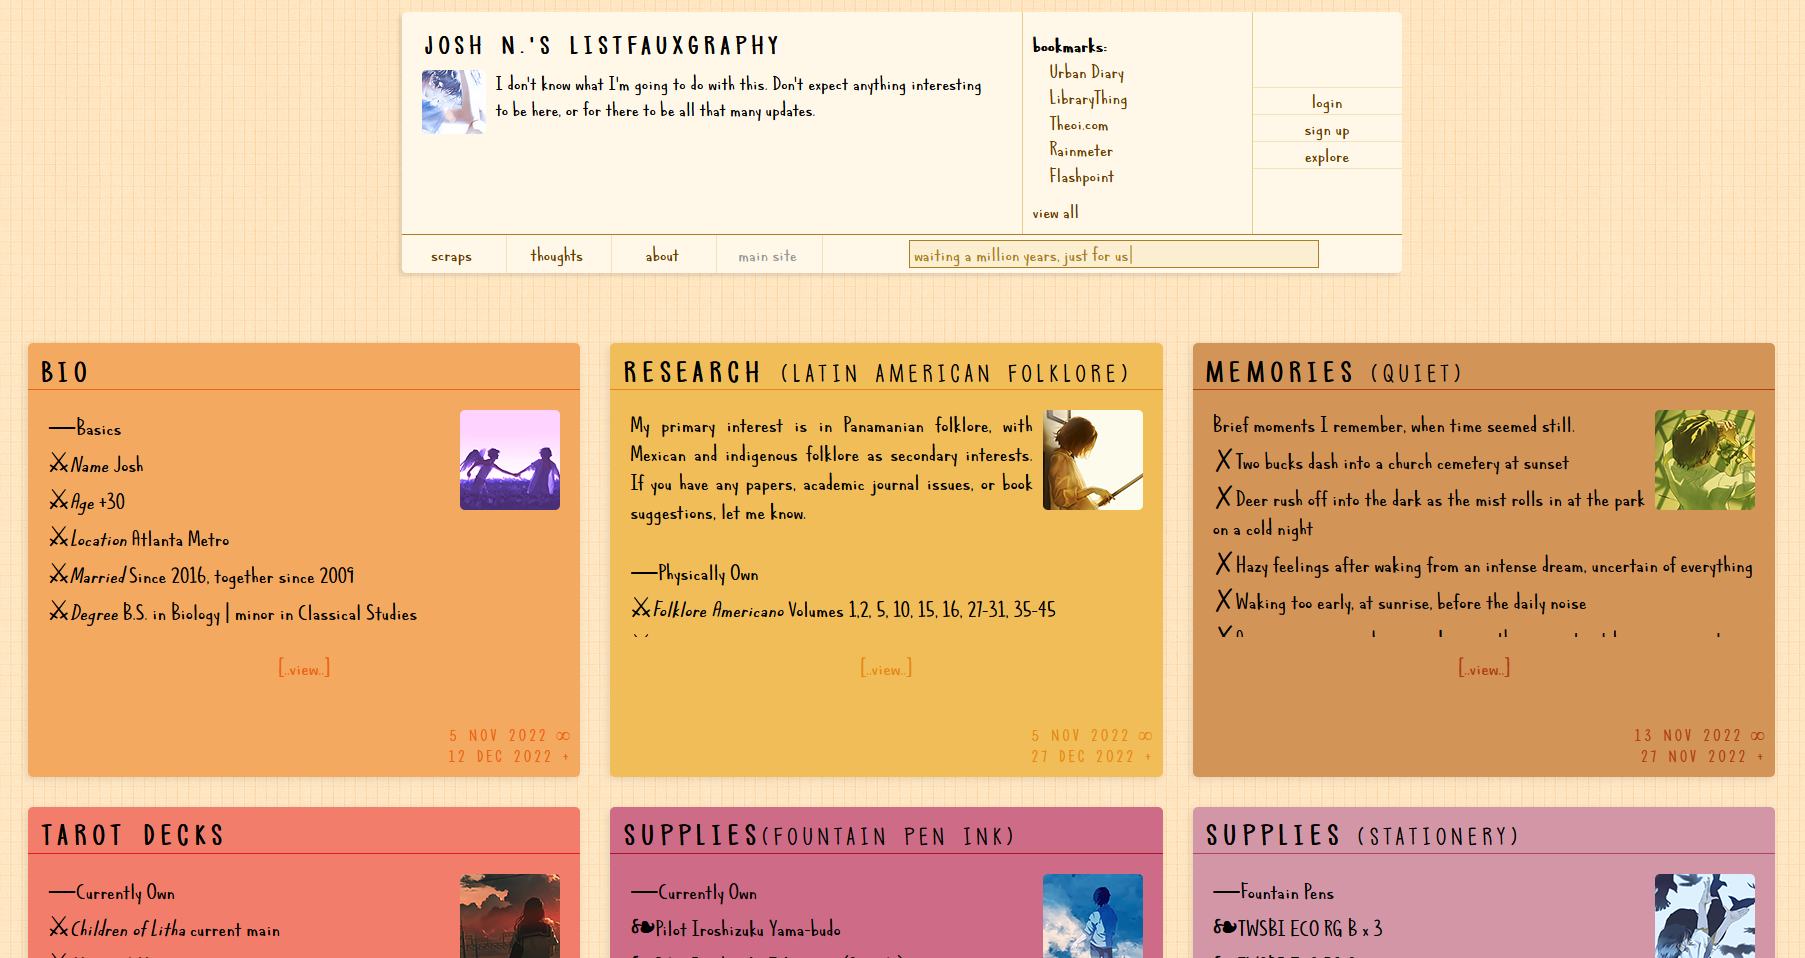 JOSH N.'S LISTFAUXGRAPHY
I don't know what I'm going to do with this. Don't expect anything interesting
to be here, or for there to be all that many updates.
bookmarks:
Urban Diary
LibraryThing
Theoi.com
Rainmeter
Flashpoint
view all
login
sign up
explore
scraps
thoughts
about
main site
waiting a million years, just for us|
BIO
—Basics
⚔Name Josh
⚔Age +30
⚔Location Atlanta Metro
⚔Married Since 2016, together since 2009
⚔Degree B.S. in Biology | minor in Classical Studies
[..view..]
5 NOV 2022 ∞
12 DEC 2022 +
RESEARCH (LATIN AMERICAN FOLKLORE)
My primary interest is in Panamanian folklore, with
Mexican and indigenous folklore as secondary interests.
If you have any papers, academic journal issues, or book
suggestions, let me know.
—Physically Own
⚔Folklore Americano Volumes 1,2, 5, 10, 15, 16, 27-31, 35-45
[..view..]
5 NOV 2022 ∞
27 DEC 2022 +
MEMORIES (QUIET)
Brief moments I remember, when time seemed still.
╳Two bucks dash into a church cemetery at sunset
╳Deer rush off into the dark as the mist rolls in at the park
on a cold night
╳Hazy feelings after waking from an intense dream, uncertain of everything
╳Waking too early, at sunrise, before the daily noise
[..view..]
13 NOV 2022 ∞
27 NOV 2022 +
TAROT DECKS
—Currently Own
⚔Children of Litha current main
SUPPLIES(FOUNTAIN PEN INK)
—Currently Own
❧Pilot Iroshizuku Yama-budo
SUPPLIES (STATIONERY)
—Fountain Pens
❧TWSBI ECO RG B x 3